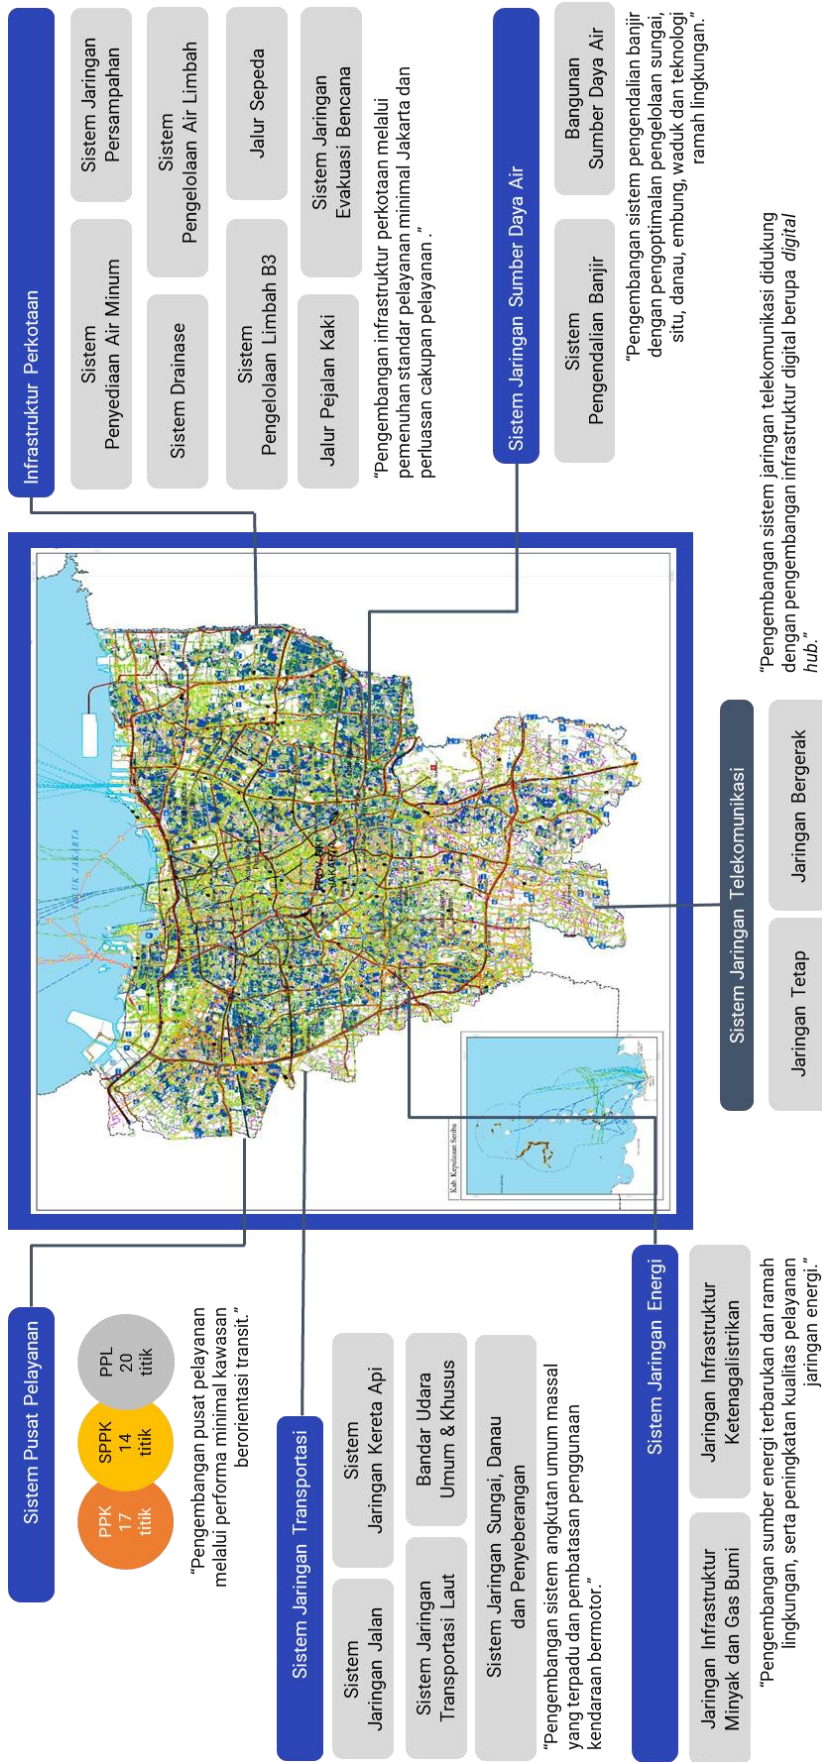 Sistem Pusat Pelayanan
PPK
17
titik
SPPK
14
titik
PPL
20
titik
“Pengembangan pusat pelayanan
melalui performa minimal kawasan
berorientasi transit.”
Sistem Jaringan Transportasi
Sistem
Jaringan Jalan
Sistem
Jaringan Kereta Api
Sistem Jaringan
Transportasi Laut
Bandar Udara
Umum & Khusus
Sistem Jaringan Sungai, Danau
dan Penyeberangan
“Pengembangan sistem angkutan umum massal
yang terpadu dan pembatasan penggunaan
kendaraan bermotor.”
Sistem Jaringan Energi
Jaringan Infrastruktur
Minyak dan Gas Bumi
Jaringan Infrastruktur
Ketenagalistrikan
“Pengembangan sumber energi terbarukan dan ramah
lingkungan, serta peningkatan kualitas pelayanan
jaringan energi.”
TELUK JAKARTA
JAKARTA
Kab. Kepulauan Seribu
Sistem Jaringan Telekomunikasi
Jaringan Tetap
Jaringan Bergerak
“Pengembangan sistem jaringan telekomunikasi didukung
dengan pengembangan infrastruktur digital berupa digital
hub.”
Infrastruktur Perkotaan
Sistem
Penyediaan Air Minum
Sistem Jaringan
Persampahan
Sistem Drainase
Sistem
Pengelolaan Air Limbah
Sistem
Pengelolaan Limbah B3
Jalur Sepeda
Jalur Pejalan Kaki
Sistem Jaringan
Evakuasi Bencana
“Pengembangan infrastruktur perkotaan melalui
pemenuhan standar pelayanan minimal Jakarta dan
perluasan cakupan pelayanan .”
Sistem Jaringan Sumber Daya Air
Sistem
Pengendalian Banjir
Bangunan
Sumber Daya Air
“Pengembangan sistem pengendalian banjir
dengan pengoptimalan pengelolaan sungai,
situ, danau, embung, waduk dan teknologi
ramah lingkungan.”